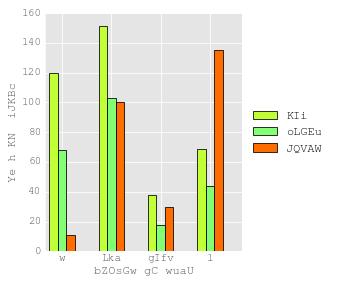 160
140
120
100
80
60
40
20
0
Ye h KN iJKBc
w Lka gIfv l
bZOsGw gC wuaU
KIi
oLGEu
JQVAW